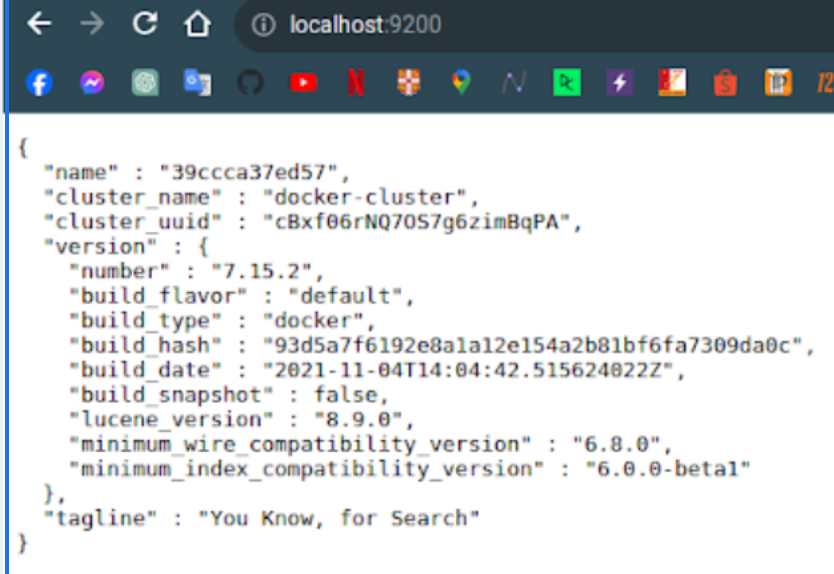 localhost:9200
{
  "name" : "39ccca37ed57",
  "cluster_name" : "docker-cluster",
  "cluster_uuid" : "cBxf06rNQ7OS7g6zimBqPA",
  "version" : {
    "number" : "7.15.2",
    "build_flavor" : "default",
    "build_type" : "docker",
    "build_hash" : "93d5a7f6192e8a1a12e154a2b81bf6fa7309da0c",
    "build_date" : "2021-11-04T14:04:42.515624022Z",
    "build_snapshot" : false,
    "lucene_version" : "8.9.0",
    "minimum_wire_compatibility_version" : "6.8.0",
    "minimum_index_compatibility_version" : "6.0.0-beta1"
  },
  "tagline" : "You Know, for Search"
}